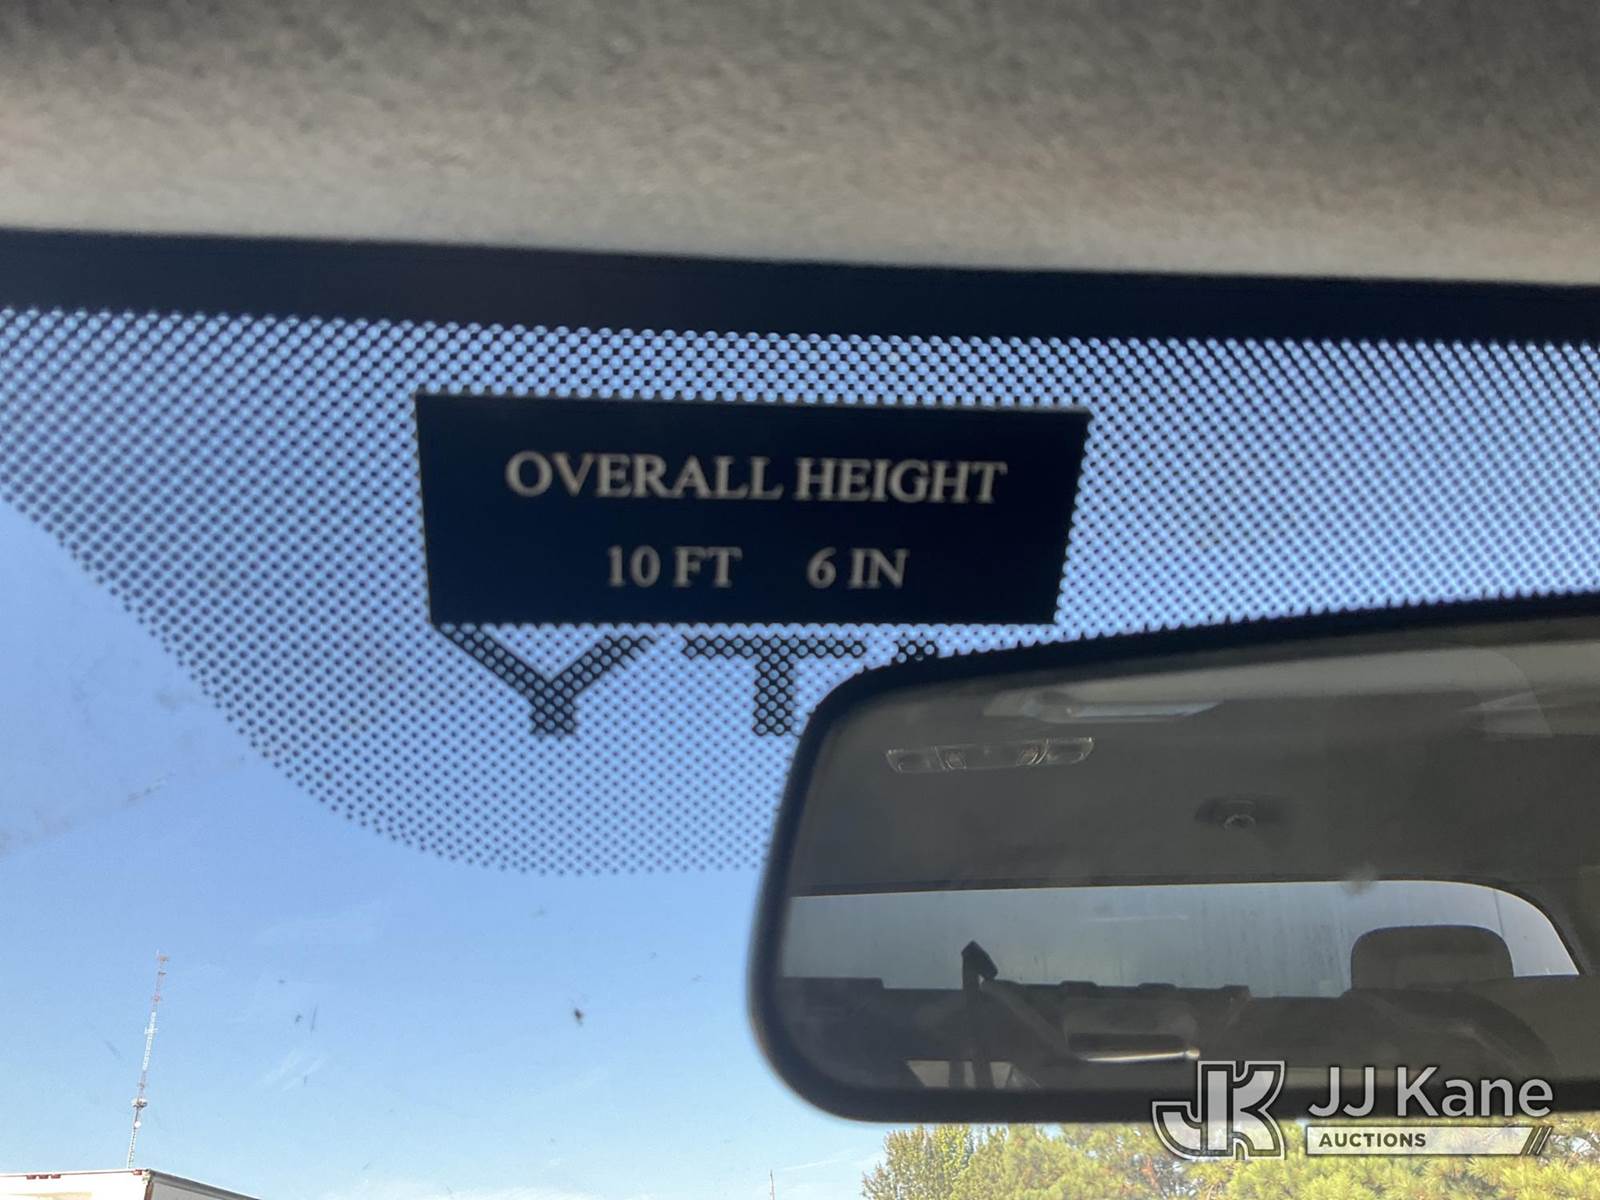 OVERALL HEIGHT
10 FT 6 IN
JJ Kane
AUCTIONS